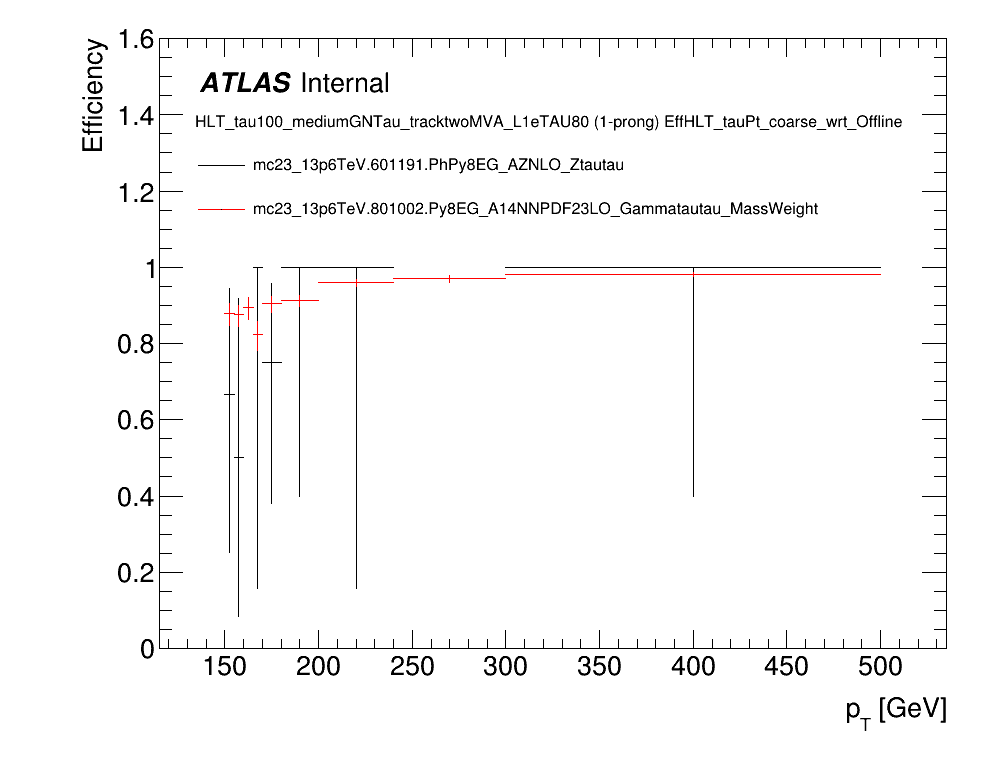 1.6
1.4
1.2
1
0.8
0.6
0.4
0.2
0
Efficiency
ATLAS Internal
HLT_tau100_mediumGNTau_tracktwoMVA_L1eTAU80 (1-prong) EffHLT_tauPt_coarse_wrt_Offline
mc23_13p6TeV.601191.PhPy8EG_AZNLO_Ztautau
mc23_13p6TeV.801002.Py8EG_A14NNPDF23LO_Gammatautau_MassWeight
150 200 250 300 350 400 450 500
p_T [GeV]